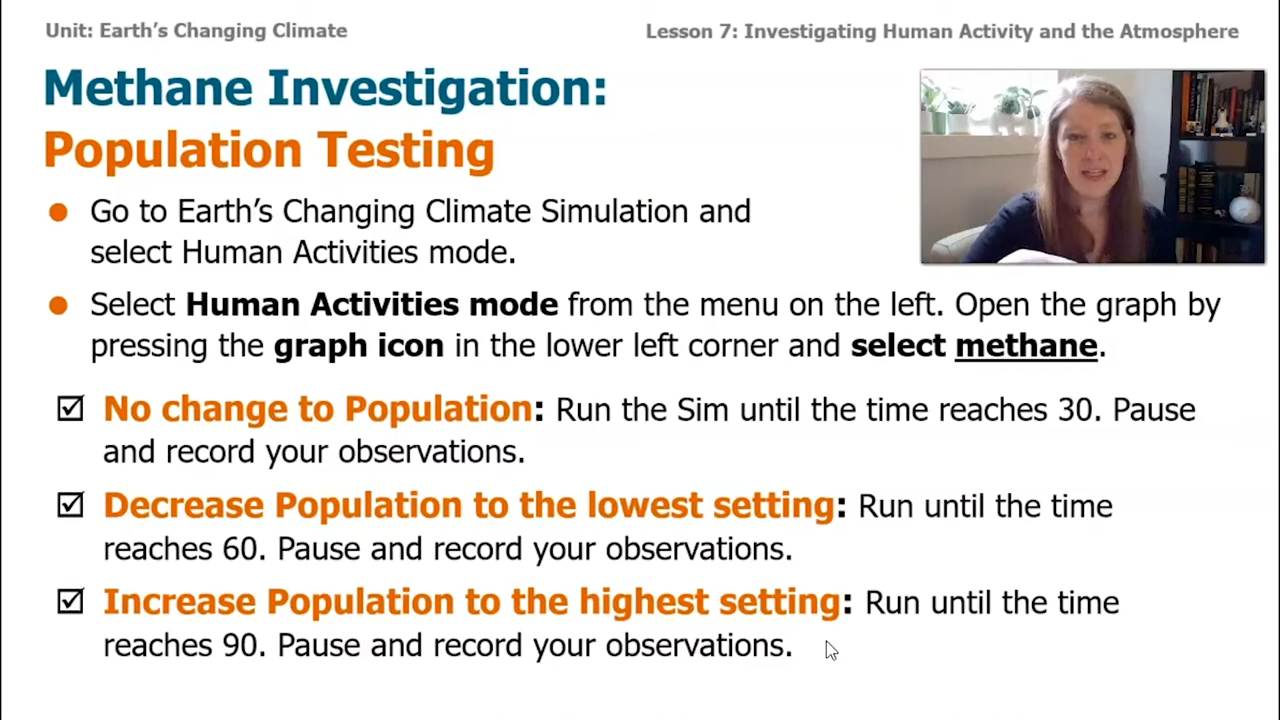 Unit: Earth's Changing Climate
Lesson 7: Investigating Human Activity and the Atmosphere
Methane Investigation:
Population Testing
● Go to Earth's Changing Climate Simulation and
select Human Activities mode.
● Select Human Activities mode from the menu on the left. Open the graph by
pressing the graph icon in the lower left corner and select methane.
☑ No change to Population: Run the Sim until the time reaches 30. Pause
and record your observations.
☑ Decrease Population to the lowest setting: Run until the time
reaches 60. Pause and record your observations.
☑ Increase Population to the highest setting: Run until the time
reaches 90. Pause and record your observations.